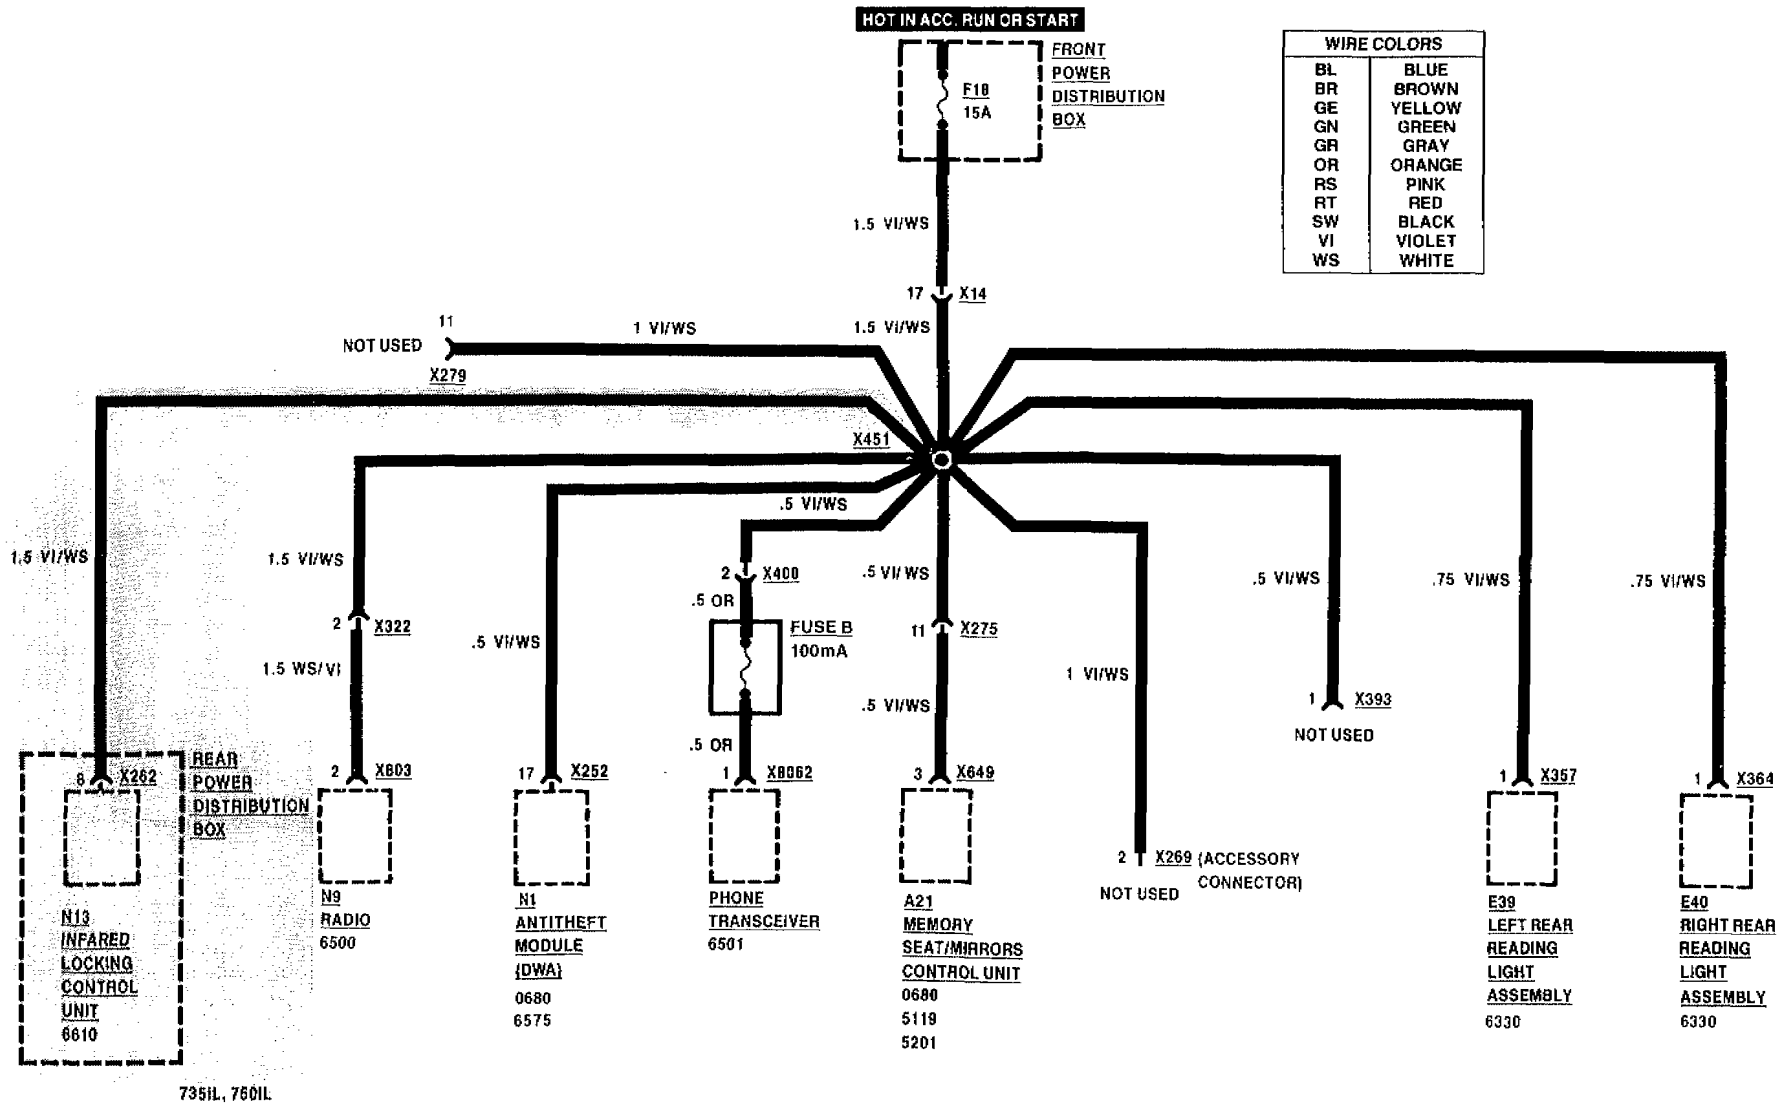 HOT IN ACC. RUN OR START
FRONT
POWER
DISTRIBUTION
BOX
F18
15A
WIRE COLORS
BL BLUE
BR BROWN
GE YELLOW
GN GREEN
GR GRAY
OR ORANGE
RS PINK
RT RED
SW BLACK
VI VIOLET
WS WHITE
1.5 VI/WS
17 X14
1.5 VI/WS
11
NOT USED
X279
1 VI/WS
X451
.5 VI/WS
1.5 VI/WS
1.5 VI/WS
2 X322
1.5 WS/VI
.5 VI/WS
2 X400
.5 OR
FUSE B
100mA
.5 OR
.5 VI/WS
11 X275
.5 VI/WS
1 VI/WS
.5 VI/WS
1 X393
NOT USED
.75 VI/WS
.75 VI/WS
8 X262
REAR
POWER
DISTRIBUTION
BOX
2 X803
17 X252
1 X8062
3 X649
2 X269 (ACCESSORY
CONNECTOR)
NOT USED
1 X357
1 X364
N13
INFARED
LOCKING
CONTROL
UNIT
6610
N9
RADIO
6500
N1
ANTITHEFT
MODULE
(DWA)
0680
6575
PHONE
TRANSCEIVER
6501
A21
MEMORY
SEAT/MIRRORS
CONTROL UNIT
0680
5119
5201
E39
LEFT REAR
READING
LIGHT
ASSEMBLY
6330
E40
RIGHT REAR
READING
LIGHT
ASSEMBLY
6330
735iL, 750iL